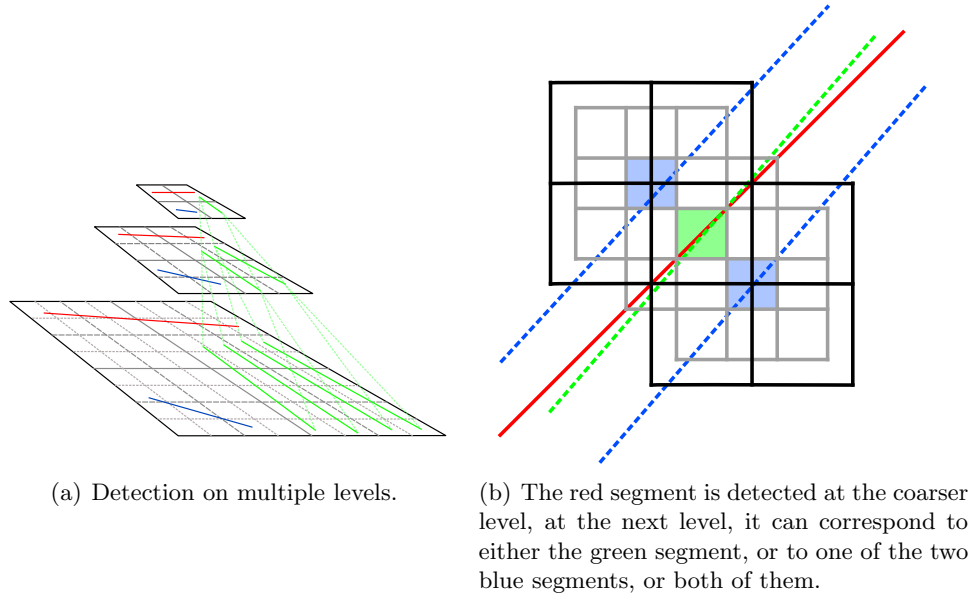 (a) Detection on multiple levels.
(b) The red segment is detected at the coarser
level, at the next level, it can correspond to
either the green segment, or to one of the two
blue segments, or both of them.